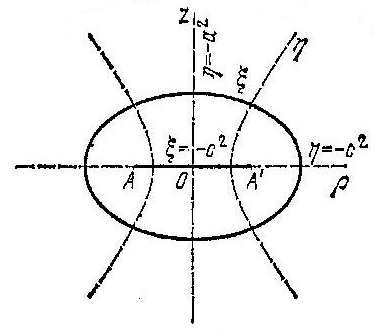 z
η=-a²
ξ
η
ξ=-c²
η=-c²
A O A' ρ